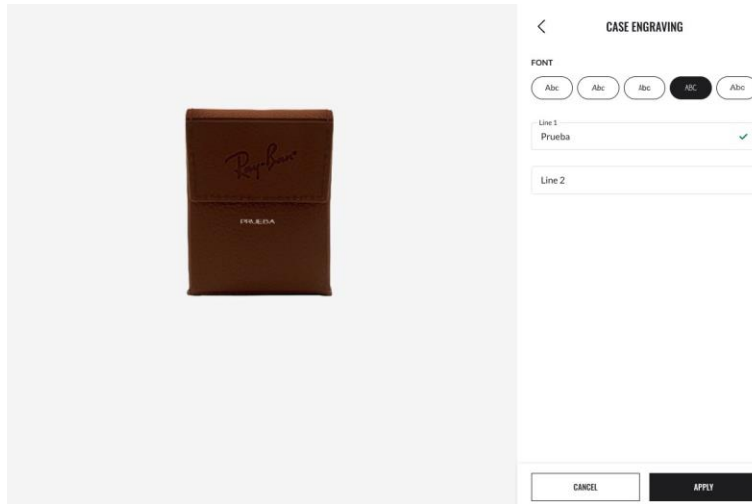 CASE ENGRAVING
FONT
Abc
Abc
Abc
ABC
Abc
Line 1
Prueba
Line 2
Ray-Ban
PRUEBA
CANCEL
APPLY